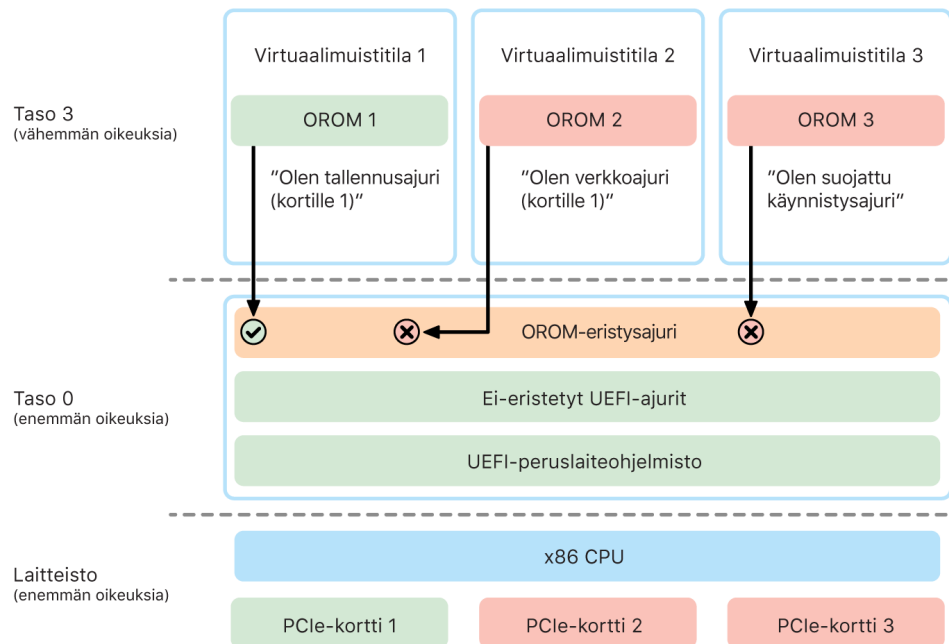 Virtuaalimuistitila 1
Virtuaalimuistitila 2
Virtuaalimuistitila 3
Taso 3
(vähemmän oikeuksia)
OROM 1
OROM 2
OROM 3
”Olen tallennusajuri
(kortille 1)”
”Olen verkkoajuri
(kortille 1)”
”Olen suojattu
käynnistysajuri”
Taso 0
(enemmän oikeuksia)
OROM-eristysajuri
Ei-eristetyt UEFI-ajurit
UEFI-peruslaiteohjelmisto
Laitteisto
(enemmän oikeuksia)
x86 CPU
PCIe-kortti 1
PCIe-kortti 2
PCIe-kortti 3